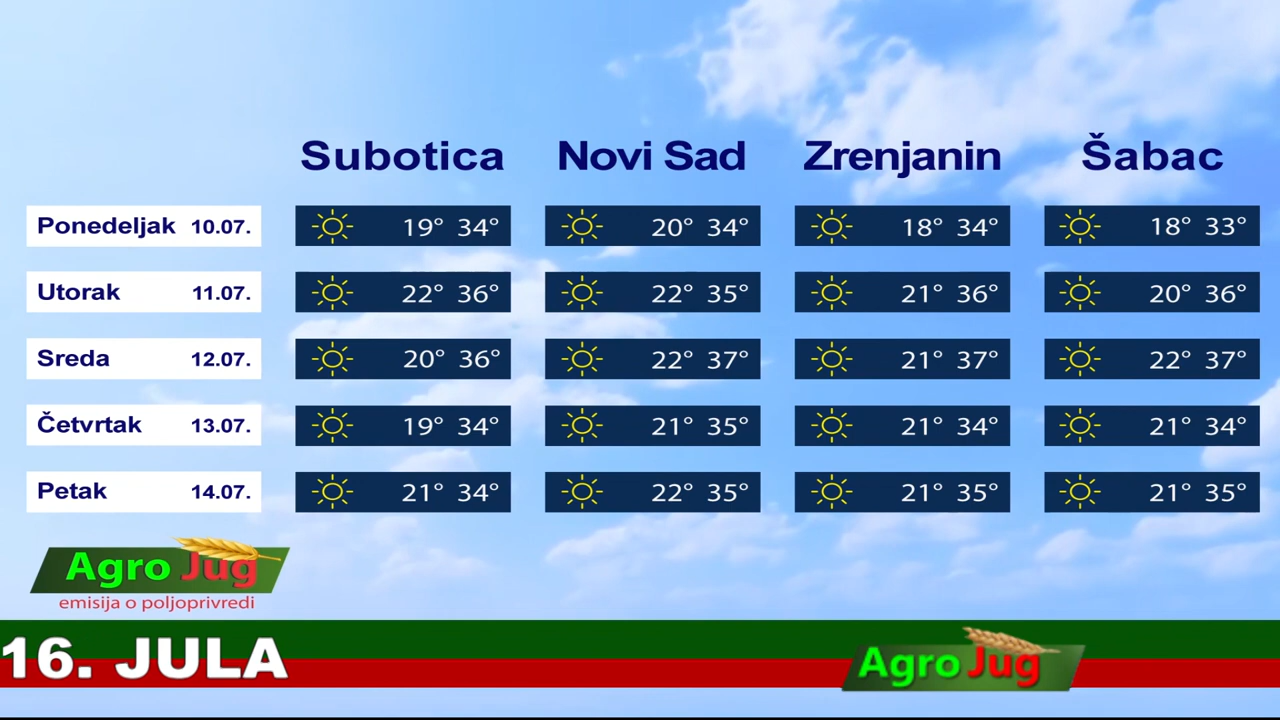 Subotica Novi Sad Zrenjanin Šabac
Ponedeljak 10.07. 19° 34° 20° 34° 18° 34° 18° 33°
Utorak 11.07. 22° 36° 22° 35° 21° 36° 20° 36°
Sreda 12.07. 20° 36° 22° 37° 21° 37° 22° 37°
Četvrtak 13.07. 19° 34° 21° 35° 21° 34° 21° 34°
Petak 14.07. 21° 34° 22° 35° 21° 35° 21° 35°
Agro Jug
emisija o poljoprivredi
16. JULA
Agro Jug